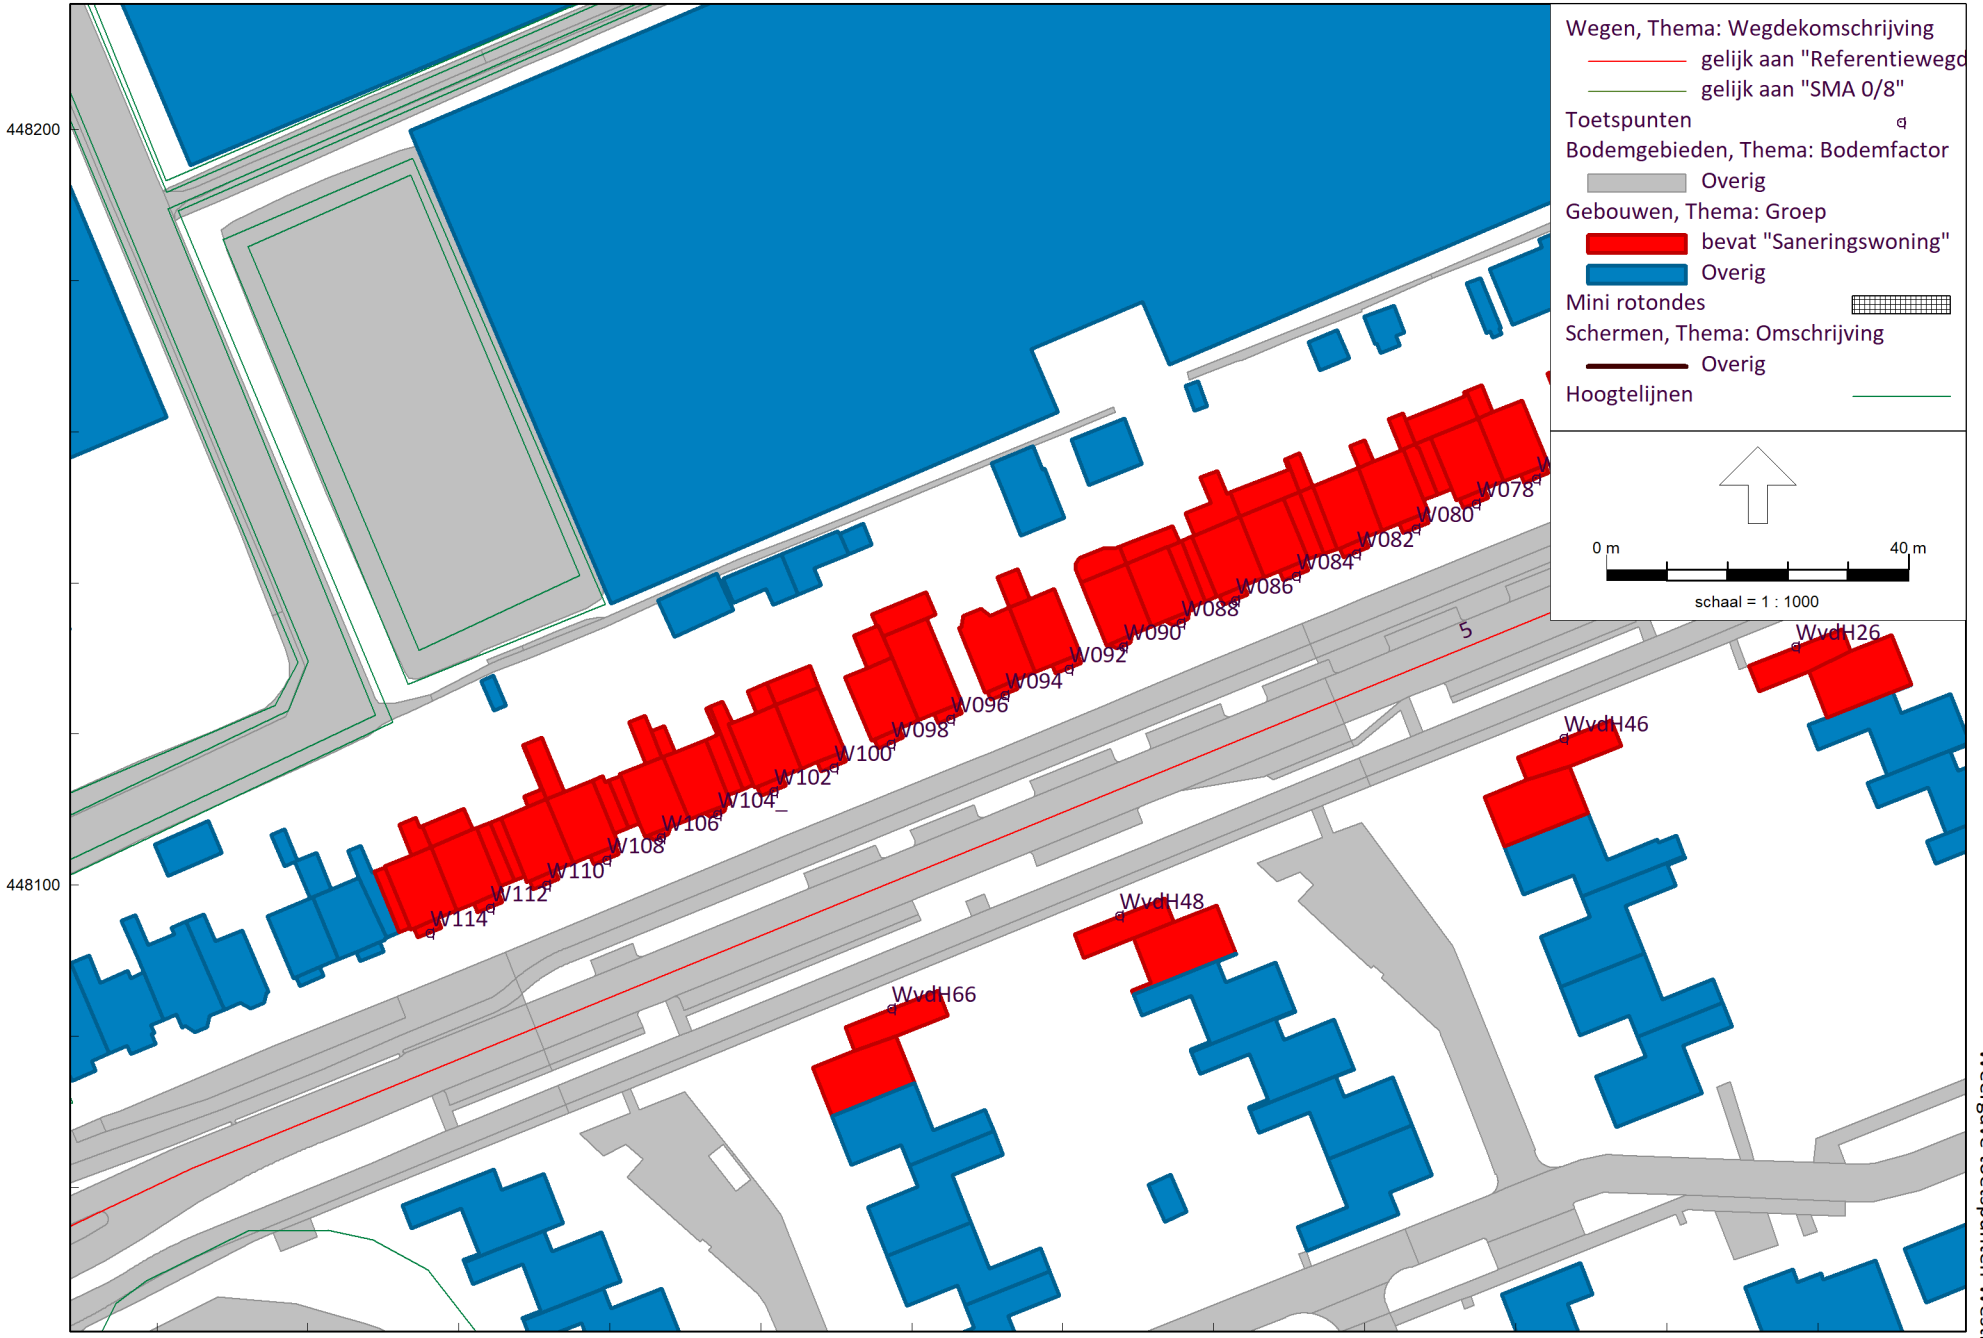 Wegen, Thema: Wegdekomschrijving
gelijk aan "Referentiewegd
gelijk aan "SMA 0/8"
Toetspunten
Bodemgebieden, Thema: Bodemfactor
Overig
Gebouwen, Thema: Groep
bevat "Saneringswoning"
Overig
Mini rotondes
Schermen, Thema: Omschrijving
Overig
Hoogtelijnen
0 m 40 m
schaal = 1 : 1000
448200
448100
W078
W080
W082
W084
W086
W088
W090
W092
W094
W096
W098
W100
W102
W104_
W106
W108
W110
W112
W114
5
WvdH26
WvdH46
WvdH48
WvdH66